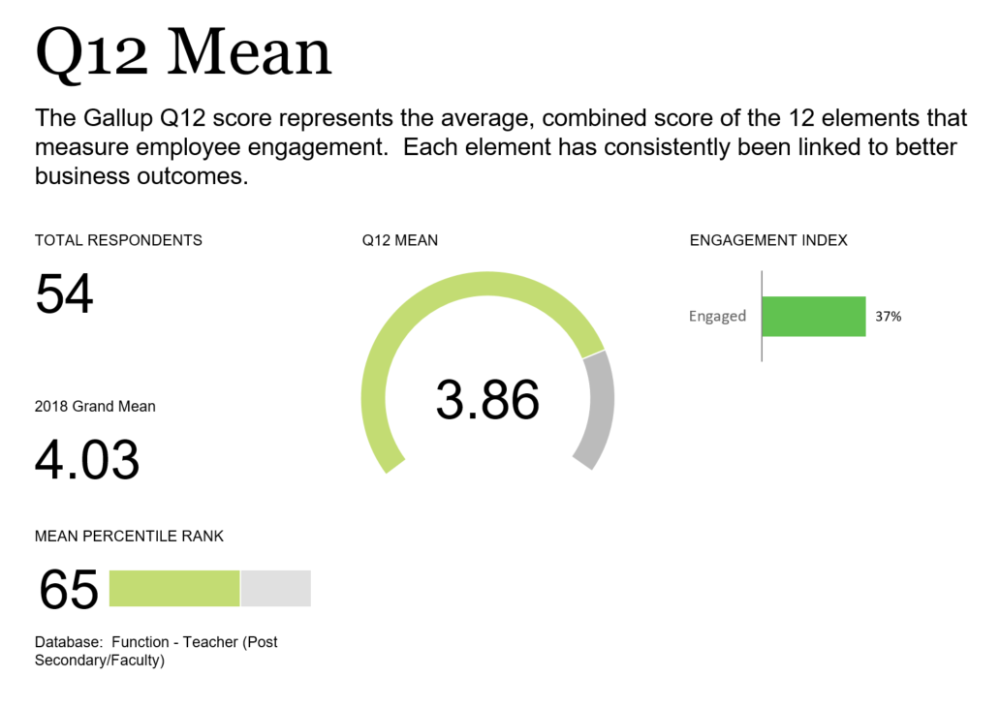 Q12 Mean
The Gallup Q12 score represents the average, combined score of the 12 elements that
measure employee engagement.  Each element has consistently been linked to better
business outcomes.
TOTAL RESPONDENTS
54
2018 Grand Mean
4.03
MEAN PERCENTILE RANK
65
Database:  Function - Teacher (Post
Secondary/Faculty)
Q12 MEAN
3.86
ENGAGEMENT INDEX
Engaged 37%